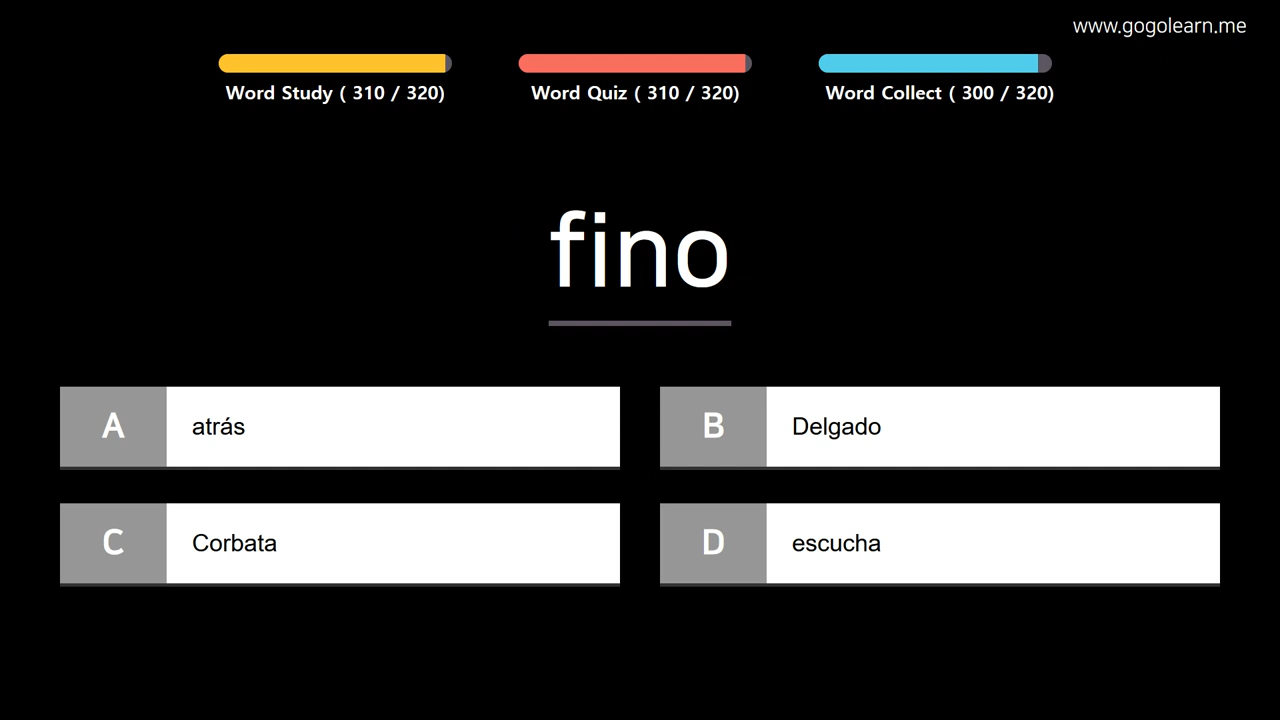 www.gogolearn.me
Word Study ( 310 / 320)
Word Quiz ( 310 / 320)
Word Collect ( 300 / 320)
fino
A
atrás
B
Delgado
C
Corbata
D
escucha